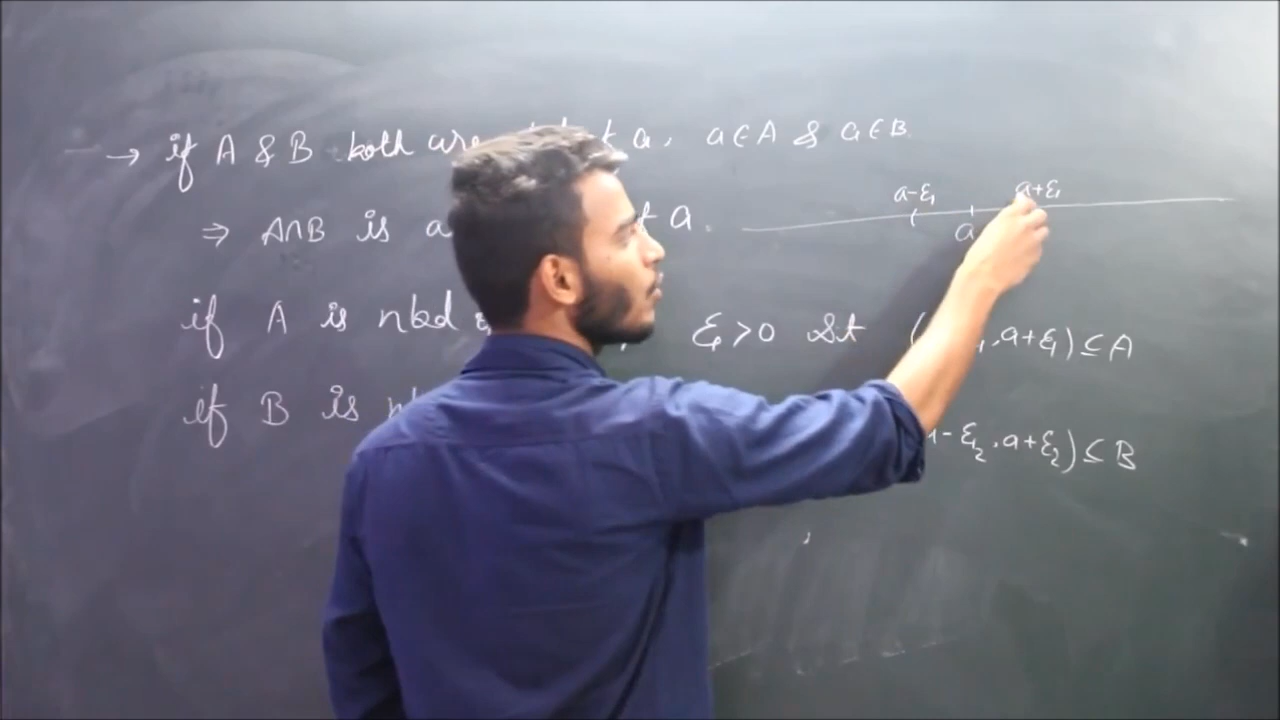 → if A & B both are a, a∈A & a∈B
a-ε₁ a+ε₁
⇒ A∩B is a a.
a
if A is nbd ε₁>0 st , a+ε₁)⊆A
if B is -ε₂, a+ε₂)⊆B